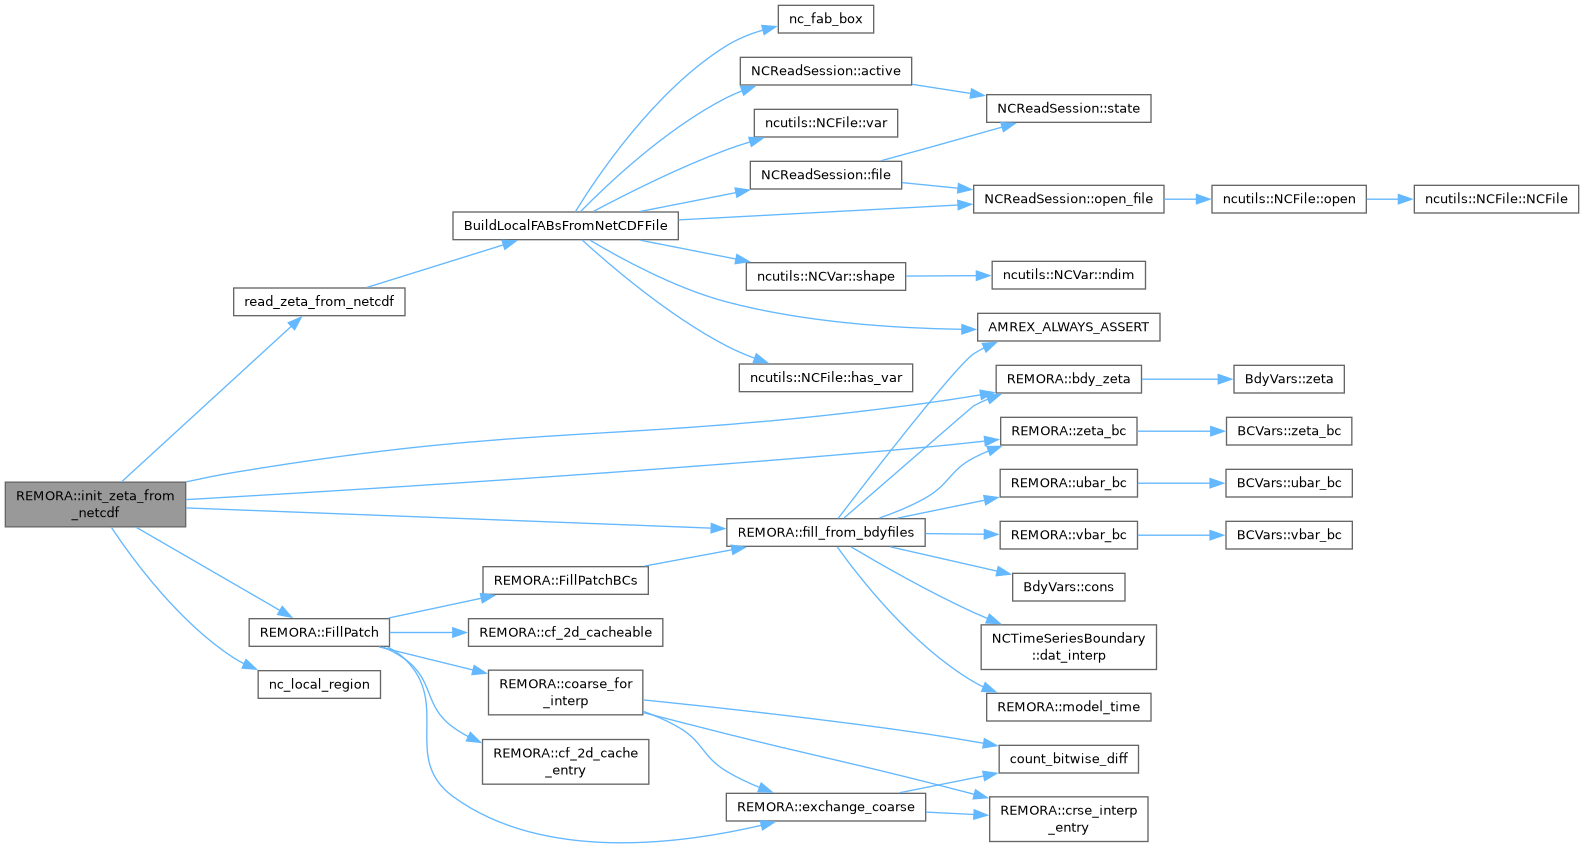 nc_fab_box
NCReadSession::active
NCReadSession::state
ncutils::NCFile::var
NCReadSession::file
NCReadSession::open_file
ncutils::NCFile::open
ncutils::NCFile::NCFile
BuildLocalFABsFromNetCDFFile
ncutils::NCVar::shape
ncutils::NCVar::ndim
read_zeta_from_netcdf
AMREX_ALWAYS_ASSERT
ncutils::NCFile::has_var
REMORA::bdy_zeta
BdyVars::zeta
REMORA::zeta_bc
BCVars::zeta_bc
REMORA::init_zeta_from
_netcdf
REMORA::ubar_bc
BCVars::ubar_bc
REMORA::fill_from_bdyfiles
REMORA::vbar_bc
BCVars::vbar_bc
REMORA::FillPatchBCs
BdyVars::cons
REMORA::FillPatch
REMORA::cf_2d_cacheable
NCTimeSeriesBoundary
::dat_interp
nc_local_region
REMORA::coarse_for
_interp
REMORA::model_time
REMORA::cf_2d_cache
_entry
count_bitwise_diff
REMORA::exchange_coarse
REMORA::crse_interp
_entry